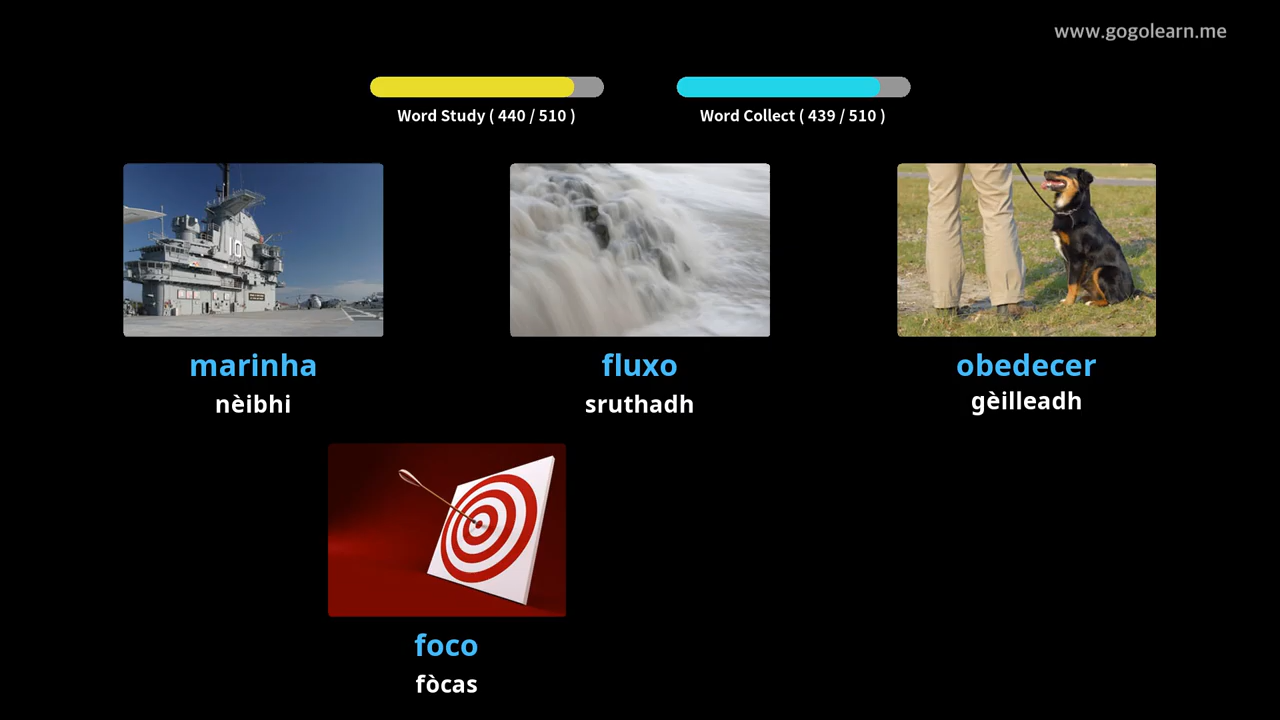 www.gogolearn.me
Word Study ( 440 / 510 )
Word Collect ( 439 / 510 )
10
marinha
nèibhi
fluxo
sruthadh
obedecer
gèilleadh
foco
fòcas